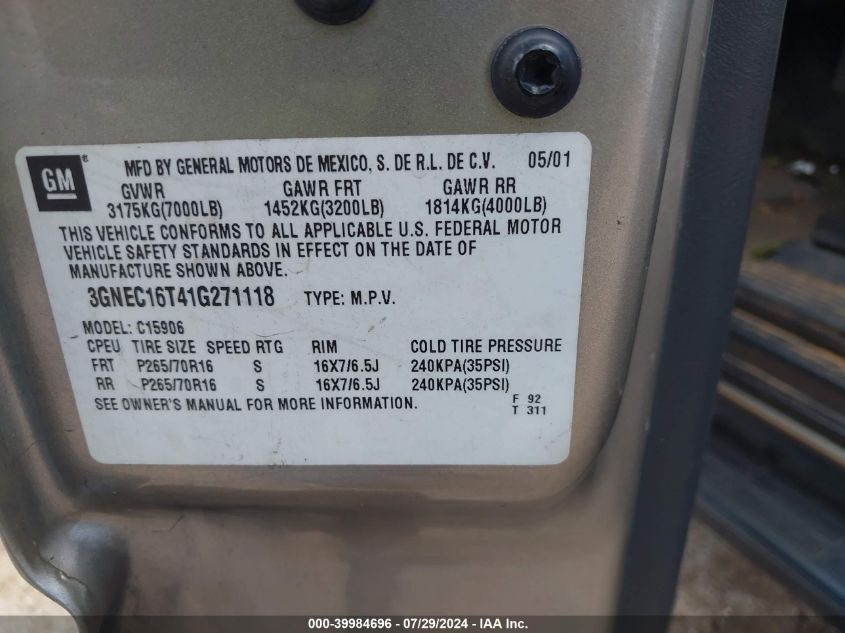 GM®
MFD BY GENERAL MOTORS DE MEXICO, S. DE R.L. DE C.V. 05/01
GVWR GAWR FRT GAWR RR
3175KG(7000LB) 1452KG(3200LB) 1814KG(4000LB)
THIS VEHICLE CONFORMS TO ALL APPLICABLE U.S. FEDERAL MOTOR
VEHICLE SAFETY STANDARDS IN EFFECT ON THE DATE OF
MANUFACTURE SHOWN ABOVE.
3GNEC16T41G271118 TYPE: M.P.V.
MODEL: C15906
CPEU TIRE SIZE SPEED RTG RIM COLD TIRE PRESSURE
FRT P265/70R16 S 16X7/6.5J 240KPA(35PSI)
RR P265/70R16 S 16X7/6.5J 240KPA(35PSI)
SEE OWNER'S MANUAL FOR MORE INFORMATION. F 92
T 311
000-39984696 - 07/29/2024 - IAA Inc.